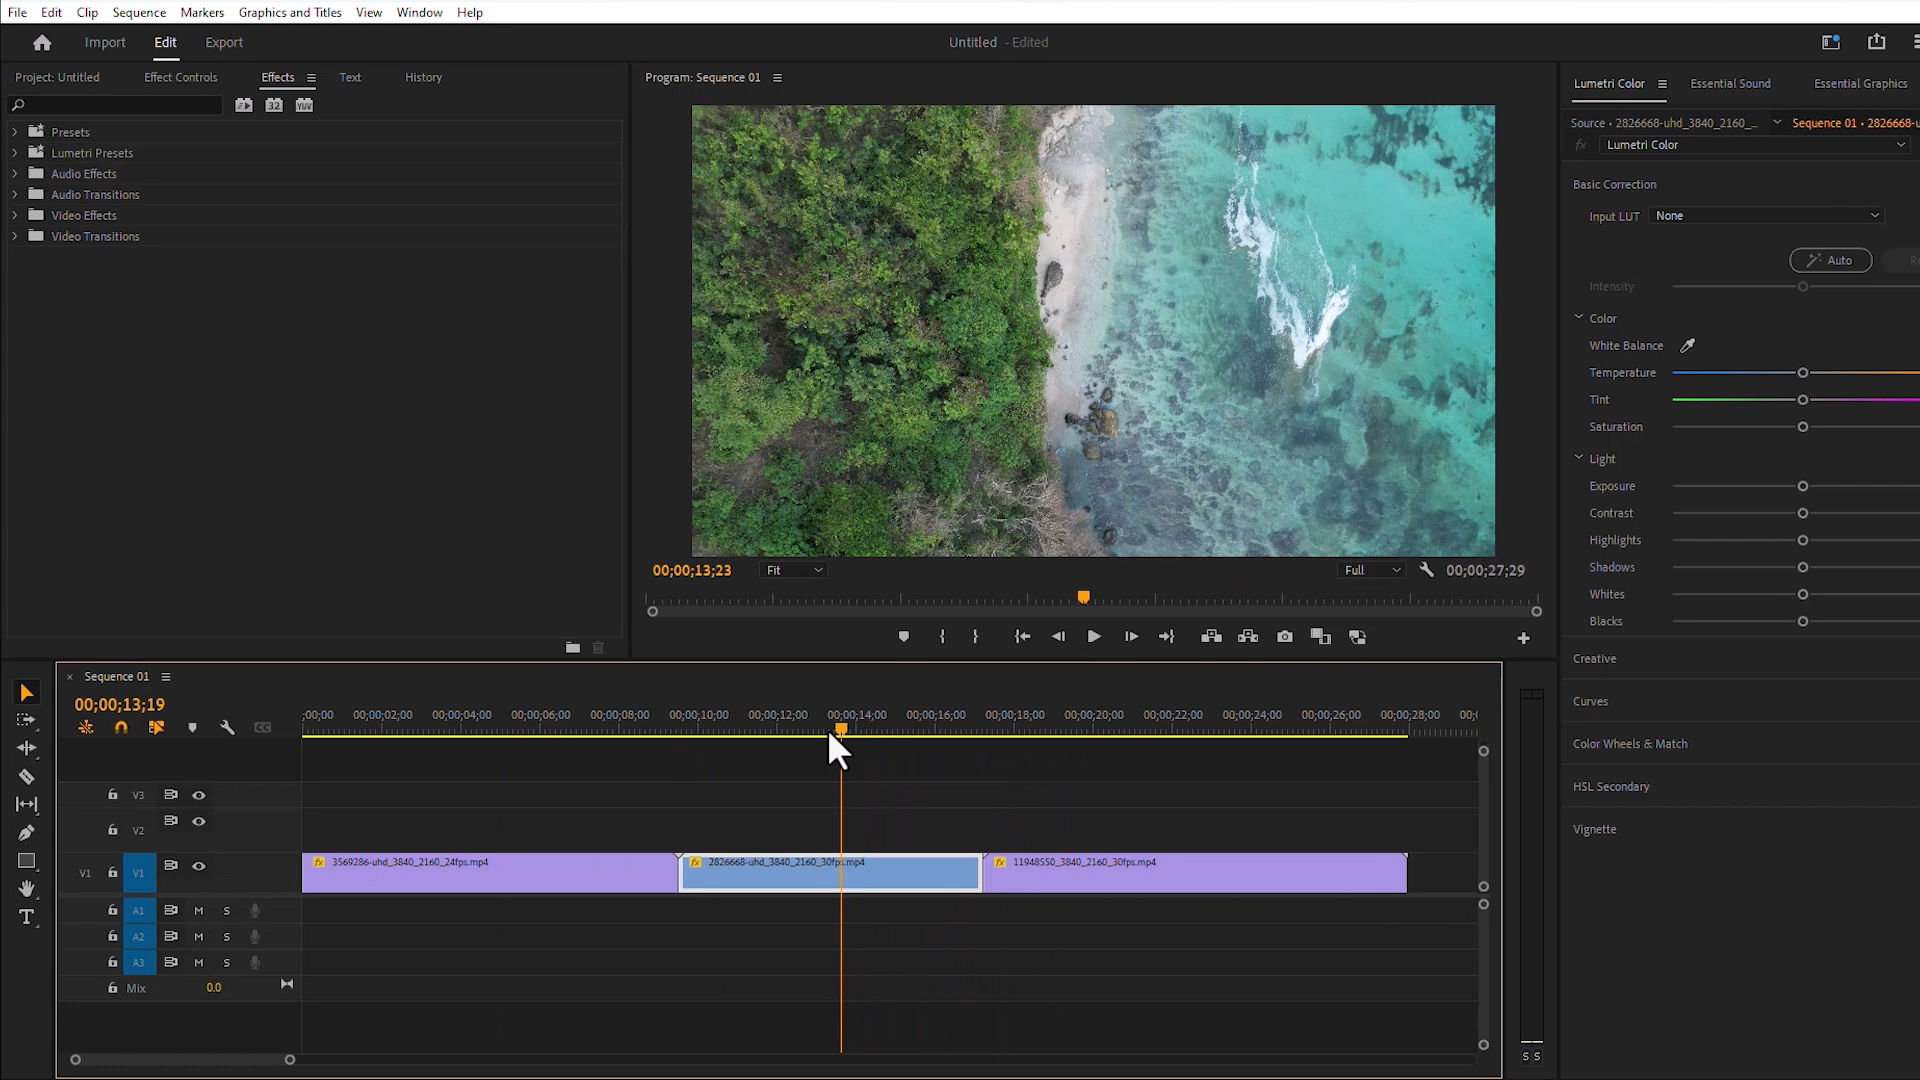 File Edit Clip Sequence Markers Graphics and Titles View Window Help
Import Edit Export
Untitled - Edited
Project: Untitled Effect Controls Effects Text History
32 YUV
Presets
Lumetri Presets
Audio Effects
Audio Transitions
Video Effects
Video Transitions
Program: Sequence 01
00;00;13;23 Fit Full 00;00;27;29
Lumetri Color Essential Sound Essential Graphics
Source • 2826668-uhd_3840_2160_... Sequence 01 • 2826668-u
fx Lumetri Color
Basic Correction
Input LUT None
Auto
Intensity
Color
White Balance
Temperature
Tint
Saturation
Light
Exposure
Contrast
Highlights
Shadows
Whites
Blacks
Creative
Curves
Color Wheels & Match
HSL Secondary
Vignette
× Sequence 01
00;00;13;19
;00;00 00;00;02;00 00;00;04;00 00;00;06;00 00;00;08;00 00;00;10;00 00;00;12;00 00;00;14;00 00;00;16;00 00;00;18;00 00;00;20;00 00;00;22;00 00;00;24;00 00;00;26;00 00;00;28;00 00;
V3
V2
V1 V1
fx 3569286-uhd_3840_2160_24fps.mp4 fx 2826668-uhd_3840_2160_30fps.mp4 fx 11948550_3840_2160_30fps.mp4
A1 M S
A2 M S
A3 M S
Mix 0.0
S S